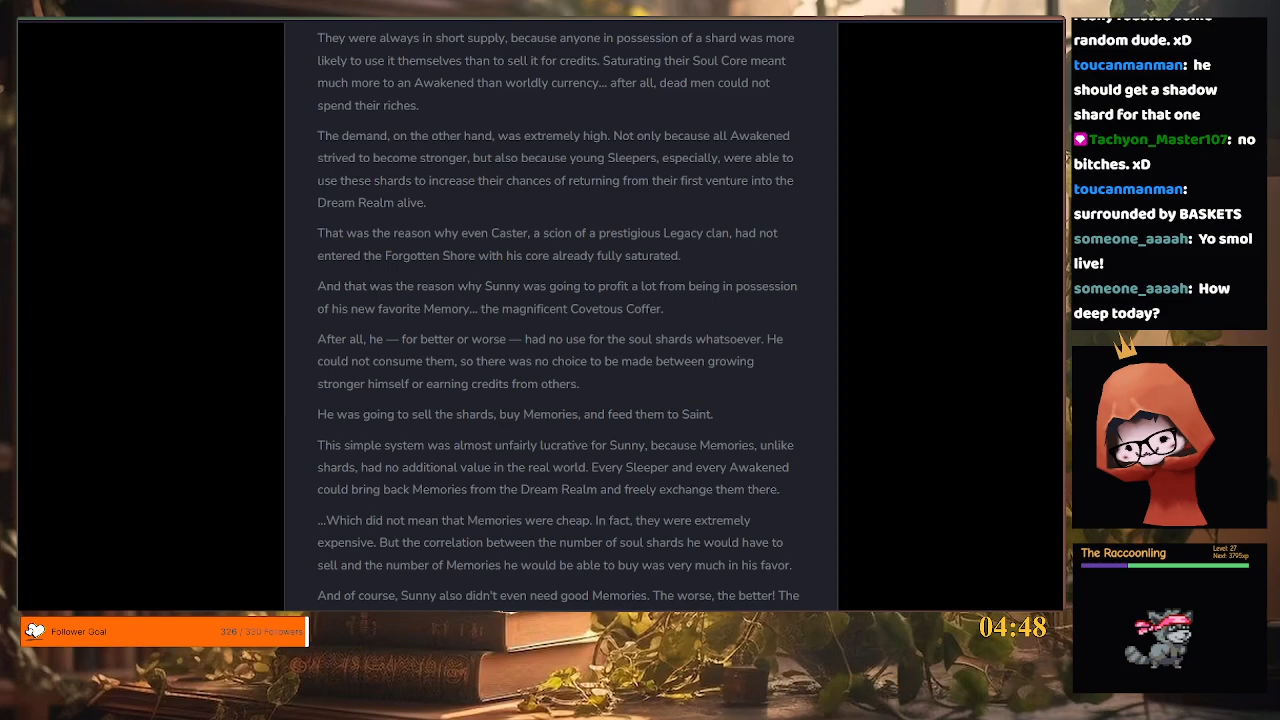 They were always in short supply, because anyone in possession of a shard was more
likely to use it themselves than to sell it for credits. Saturating their Soul Core meant
much more to an Awakened than worldly currency... after all, dead men could not
spend their riches.
The demand, on the other hand, was extremely high. Not only because all Awakened
strived to become stronger, but also because young Sleepers, especially, were able to
use these shards to increase their chances of returning from their first venture into the
Dream Realm alive.
That was the reason why even Caster, a scion of a prestigious Legacy clan, had not
entered the Forgotten Shore with his core already fully saturated.
And that was the reason why Sunny was going to profit a lot from being in possession
of his new favorite Memory... the magnificent Covetous Coffer.
After all, he — for better or worse — had no use for the soul shards whatsoever. He
could not consume them, so there was no choice to be made between growing
stronger himself or earning credits from others.
He was going to sell the shards, buy Memories, and feed them to Saint.
This simple system was almost unfairly lucrative for Sunny, because Memories, unlike
shards, had no additional value in the real world. Every Sleeper and every Awakened
could bring back Memories from the Dream Realm and freely exchange them there.
...Which did not mean that Memories were cheap. In fact, they were extremely
expensive. But the correlation between the number of soul shards he would have to
sell and the number of Memories he would be able to buy was very much in his favor.
And of course, Sunny also didn't even need good Memories. The worse, the better! The
random dude. xD
toucanmanman: he
should get a shadow
shard for that one
Tachyon_Master107: no
bitches. xD
toucanmanman:
surrounded by BASKETS
someone_aaaah: Yo smol
live!
someone_aaaah: How
deep today?
The Raccoonling
Level: 27
Next: 3795xp
Follower Goal
326 / 330 Followers
04:48